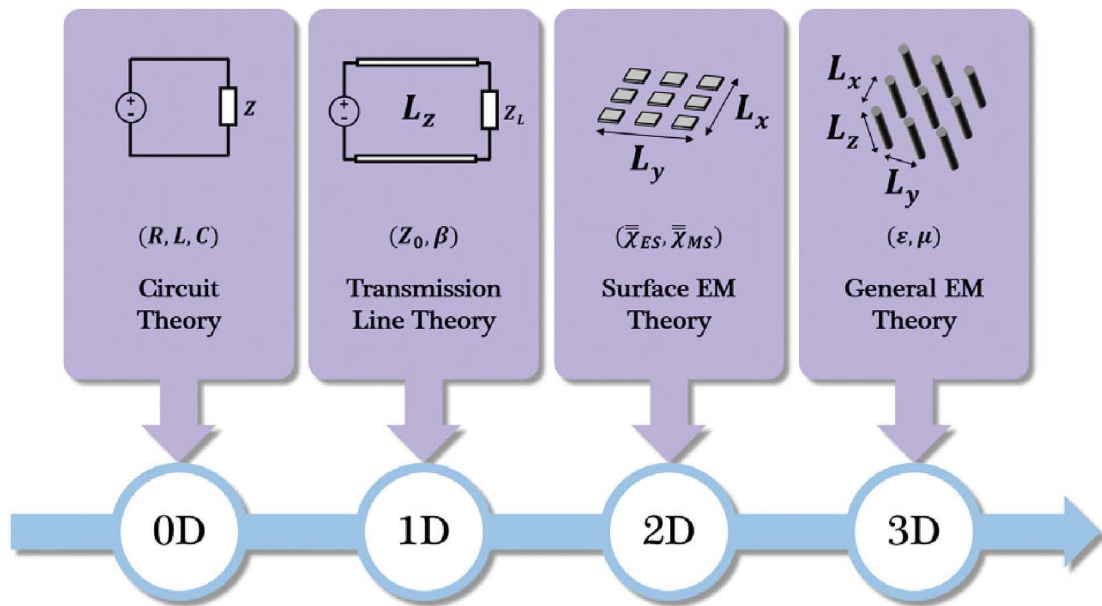 +
-
Z
(R, L, C)
Circuit
Theory
+
-
L_z
Z_L
(Z_0, β)
Transmission
Line Theory
L_x
L_y
(χ̿_ES, χ̿_MS)
Surface EM
Theory
L_x
L_z
L_y
(ε, μ)
General EM
Theory
0D
1D
2D
3D